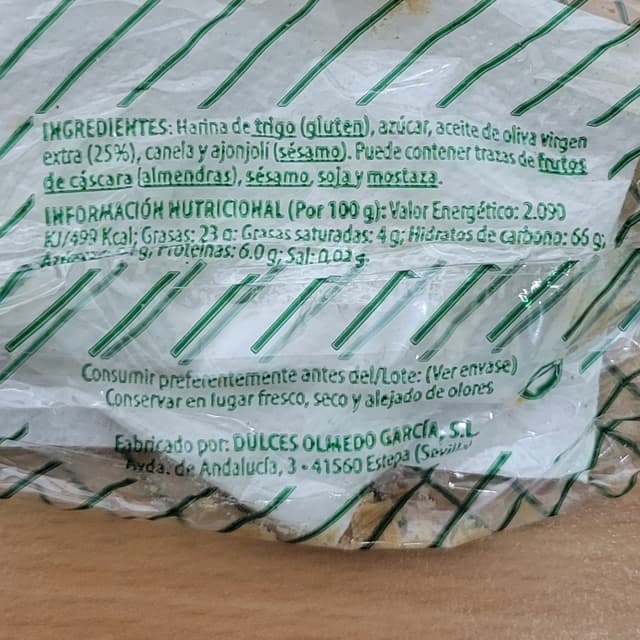 INGREDIENTES: Harina de trigo (gluten), azúcar, aceite de oliva virgen
extra (25%), canela y ajonjolí (sésamo). Puede contener trazas de frutos
de cáscara (almendras), sésamo, soja y mostaza.
INFORMACIÓN NUTRICIONAL (Por 100 g): Valor Energético: 2.090
KJ/499 Kcal; Grasas: 23 g; Grasas saturadas: 4 g; Hidratos de carbono: 66 g;
g; Proteínas: 6.0 g; Sal: 0,02 g.
Consumir preferentemente antes del/Lote: (Ver envase)
Conservar en lugar fresco, seco y alejado de olores
Fabricado por: DULCES OLMEDO GARCÍA, S.L.
Avda. de Andalucía, 3 - 41560 Estepa (Sevilla)